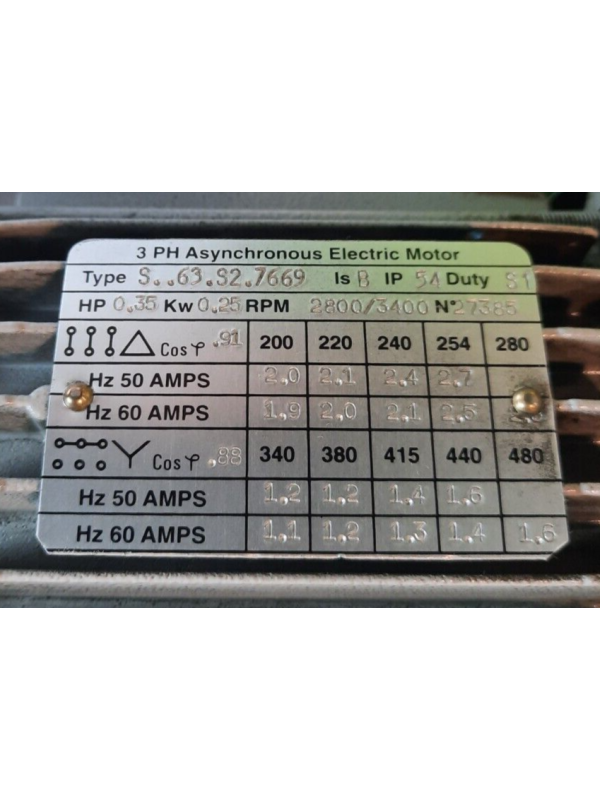 3 PH Asynchronous Electric Motor
Type S..63.S2.7669 Is B IP 54 Duty S1
HP 0,35 Kw 0,25 RPM 2800/3400 N° 27385
Cos φ .91 200 220 240 254 280
Hz 50 AMPS 2,0 2,1 2,4 2,7
Hz 60 AMPS 1,9 2,0 2,1 2,5
Cos φ .88 340 380 415 440 480
Hz 50 AMPS 1,2 1,2 1,4 1,6
Hz 60 AMPS 1,1 1,2 1,3 1,4 1,6